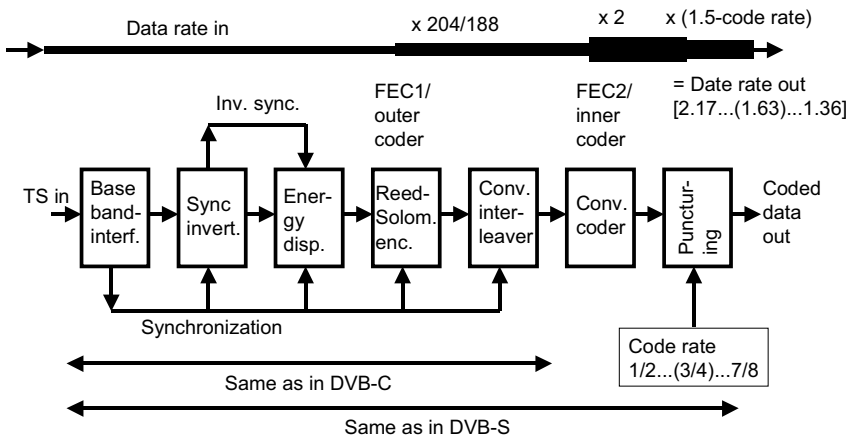 Data rate in
x 204/188
x 2
x (1.5-code rate)
= Date rate out
[2.17...(1.63)...1.36]
Inv. sync.
FEC1/
outer
coder
FEC2/
inner
coder
TS in
Base
band-
interf.
Sync
invert.
Ener-
gy
disp.
Reed-
Solom.
enc.
Conv.
inter-
leaver
Conv.
coder
Punctur-
ing
Coded
data
out
Synchronization
Code rate
1/2...(3/4)...7/8
Same as in DVB-C
Same as in DVB-S